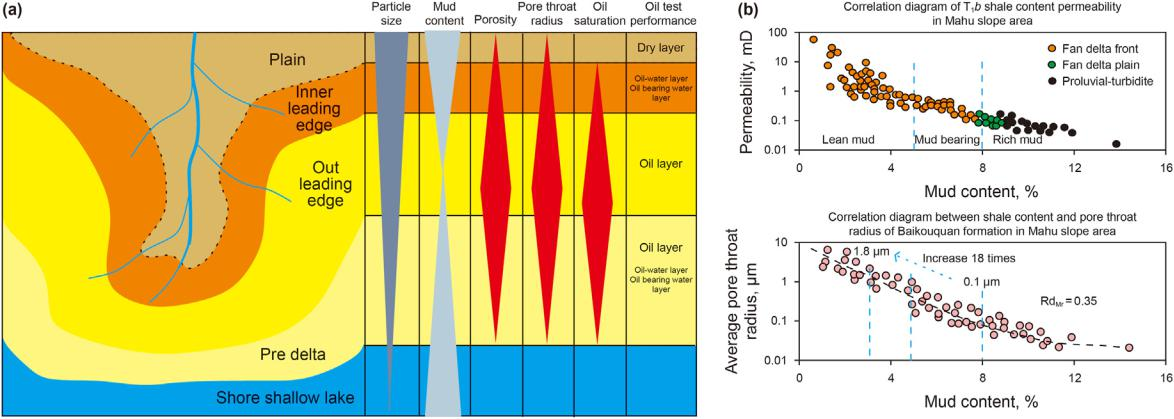 (a)
Particle
size
Mud
content
Porosity
Pore throat
radius
Oil
saturation
Oil test
performance
Plain
Inner
leading
edge
Out
leading
edge
Pre delta
Shore shallow lake
Dry layer
Oil-water layer
Oil bearing water
layer
Oil layer
Oil layer
Oil-water layer
Oil bearing water
layer
(b)
Correlation diagram of T₁b shale content permeability
in Mahu slope area
Permeability, mD
100
10
1
0.1
0.01
Fan delta front
Fan delta plain
Proluvial-turbidite
Lean mud
Mud bearing
Rich mud
0 4 8 12 16
Mud content, %
Correlation diagram between shale content and pore throat
radius of Baikouquan formation in Mahu slope area
Average pore throat
radius, μm
10
1
0.1
0.01
1.8 μm
Increase 18 times
0.1 μm
Rd_Mr = 0.35
0 4 8 12 16
Mud content, %